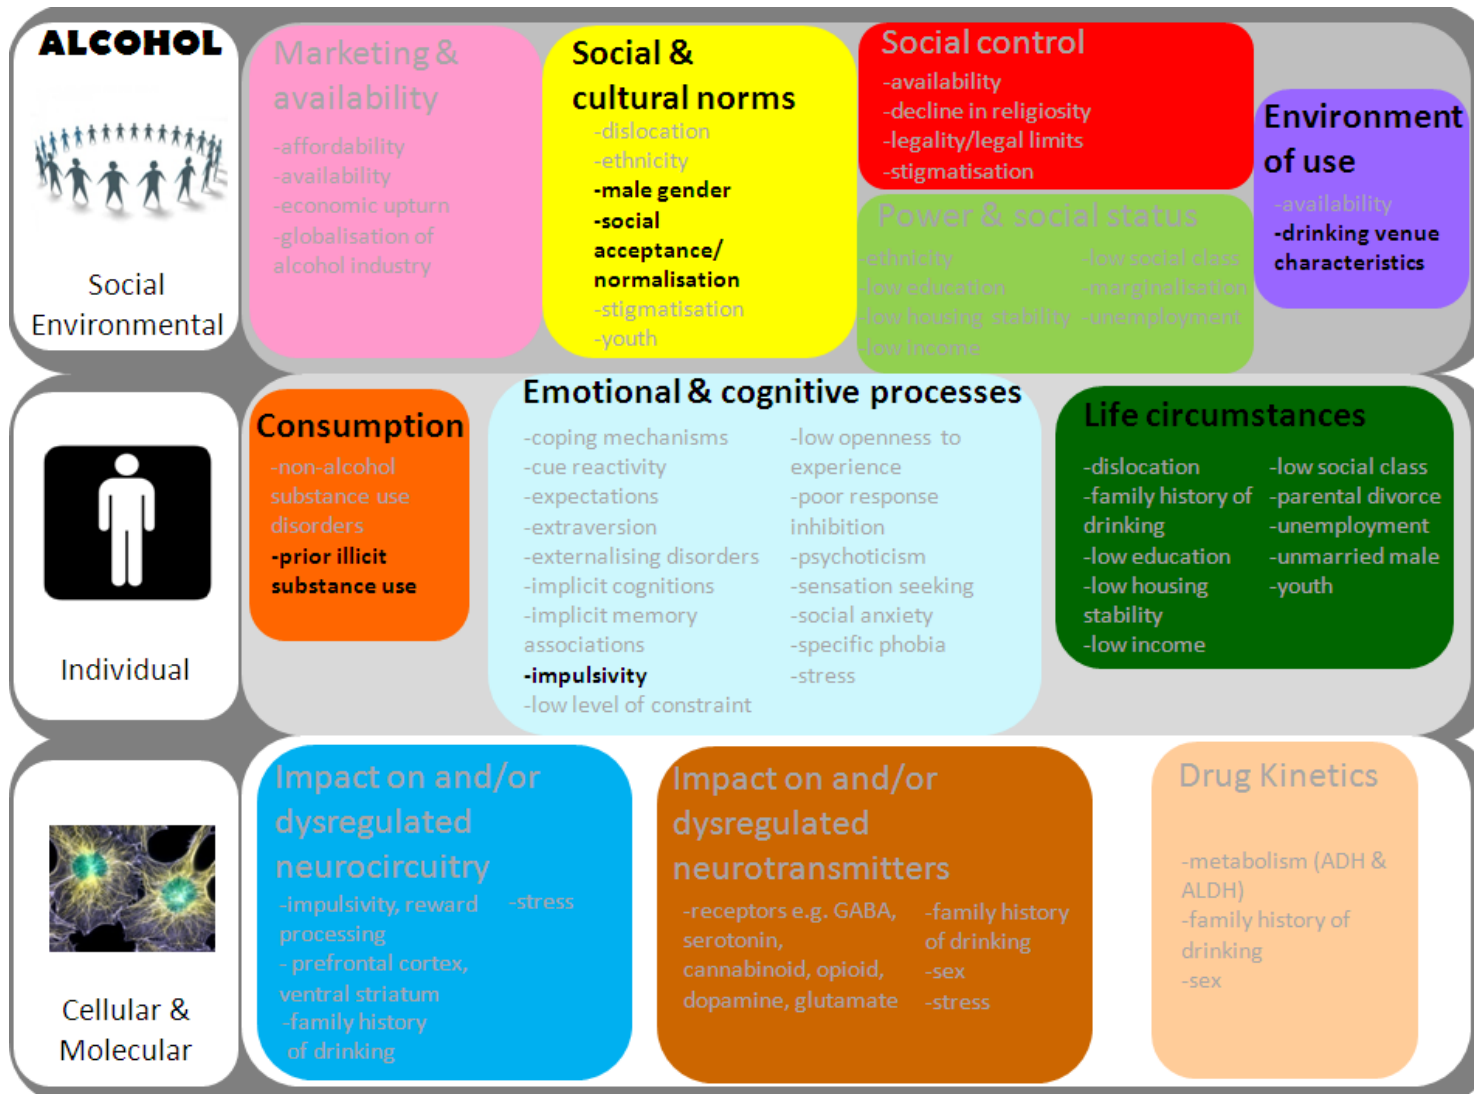 ALCOHOL
Social
Environmental
Marketing &
availability
-affordability
-availability
-economic upturn
-globalisation of
alcohol industry
Social &
cultural norms
-dislocation
-ethnicity
-male gender
-social
acceptance/
normalisation
-stigmatisation
-youth
Social control
-availability
-decline in religiosity
-legality/legal limits
-stigmatisation
Power & social status
-ethnicity
-low education
-low housing stability
-low income
-low social class
-marginalisation
-unemployment
Environment
of use
-availability
-drinking venue
characteristics
Individual
Consumption
-non-alcohol
substance use
disorders
-prior illicit
substance use
Emotional & cognitive processes
-coping mechanisms
-cue reactivity
-expectations
-extraversion
-externalising disorders
-implicit cognitions
-implicit memory
associations
-impulsivity
-low level of constraint
-low openness to
experience
-poor response
inhibition
-psychoticism
-sensation seeking
-social anxiety
-specific phobia
-stress
Life circumstances
-dislocation
-family history of
drinking
-low education
-low housing
stability
-low income
-low social class
-parental divorce
-unemployment
-unmarried male
-youth
Cellular &
Molecular
Impact on and/or
dysregulated
neurocircuitry
-impulsivity, reward
processing
- prefrontal cortex,
ventral striatum
-family history
of drinking
-stress
Impact on and/or
dysregulated
neurotransmitters
-receptors e.g. GABA,
serotonin,
cannabinoid, opioid,
dopamine, glutamate
-family history
of drinking
-sex
-stress
Drug Kinetics
-metabolism (ADH &
ALDH)
-family history of
drinking
-sex